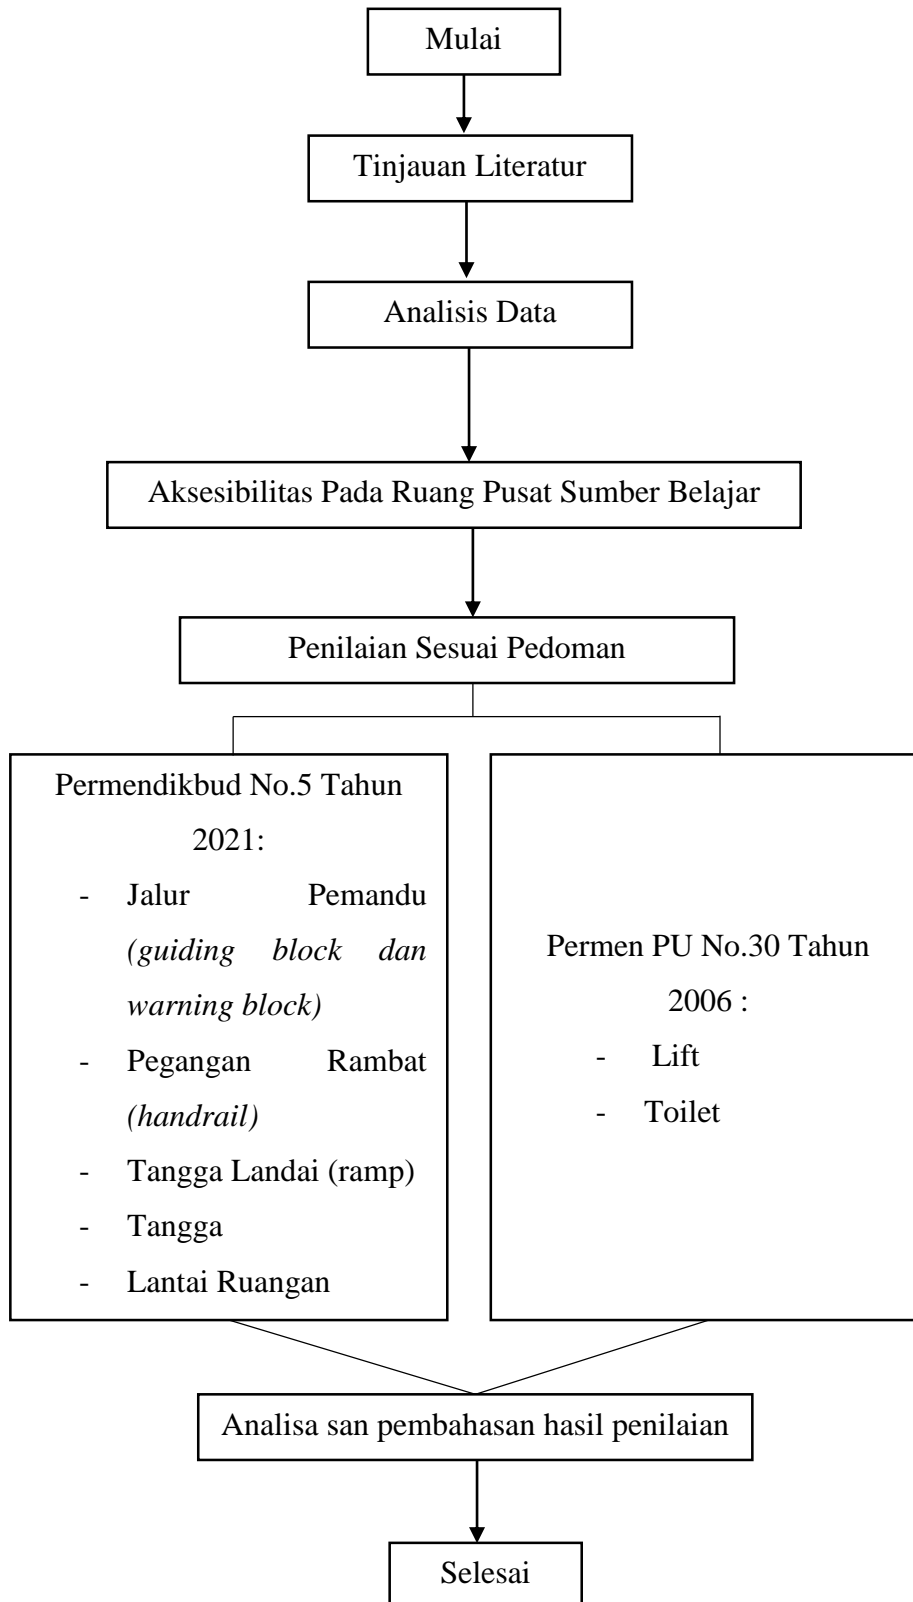 Mulai
Tinjauan Literatur
Analisis Data
Aksesibilitas Pada Ruang Pusat Sumber Belajar
Penilaian Sesuai Pedoman
Permendikbud No.5 Tahun
2021:
- Jalur Pemandu
(guiding block dan
warning block)
- Pegangan Rambat
(handrail)
- Tangga Landai (ramp)
- Tangga
- Lantai Ruangan
Permen PU No.30 Tahun
2006 :
- Lift
- Toilet
Analisa san pembahasan hasil penilaian
Selesai